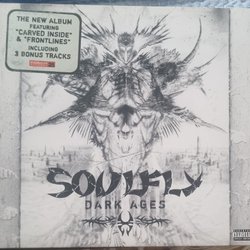 THE NEW ALBUM
FEATURING
"CARVED INSIDE"
& "FRONTLINES"
INCLUDING
3 BONUS TRACKS
SOULFLY
DARK AGES